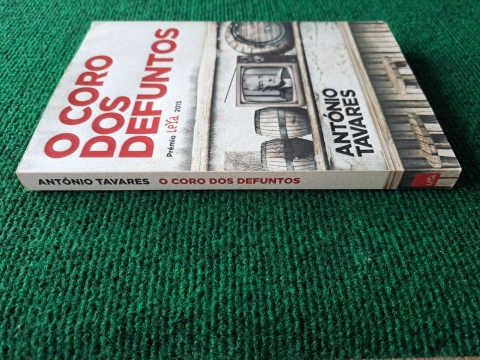 O CORO
DOS
DEFUNTOS
Prémio LeYa 2015
ANTÓNIO
TAVARES
ANTÓNIO TAVARES O CORO DOS DEFUNTOS